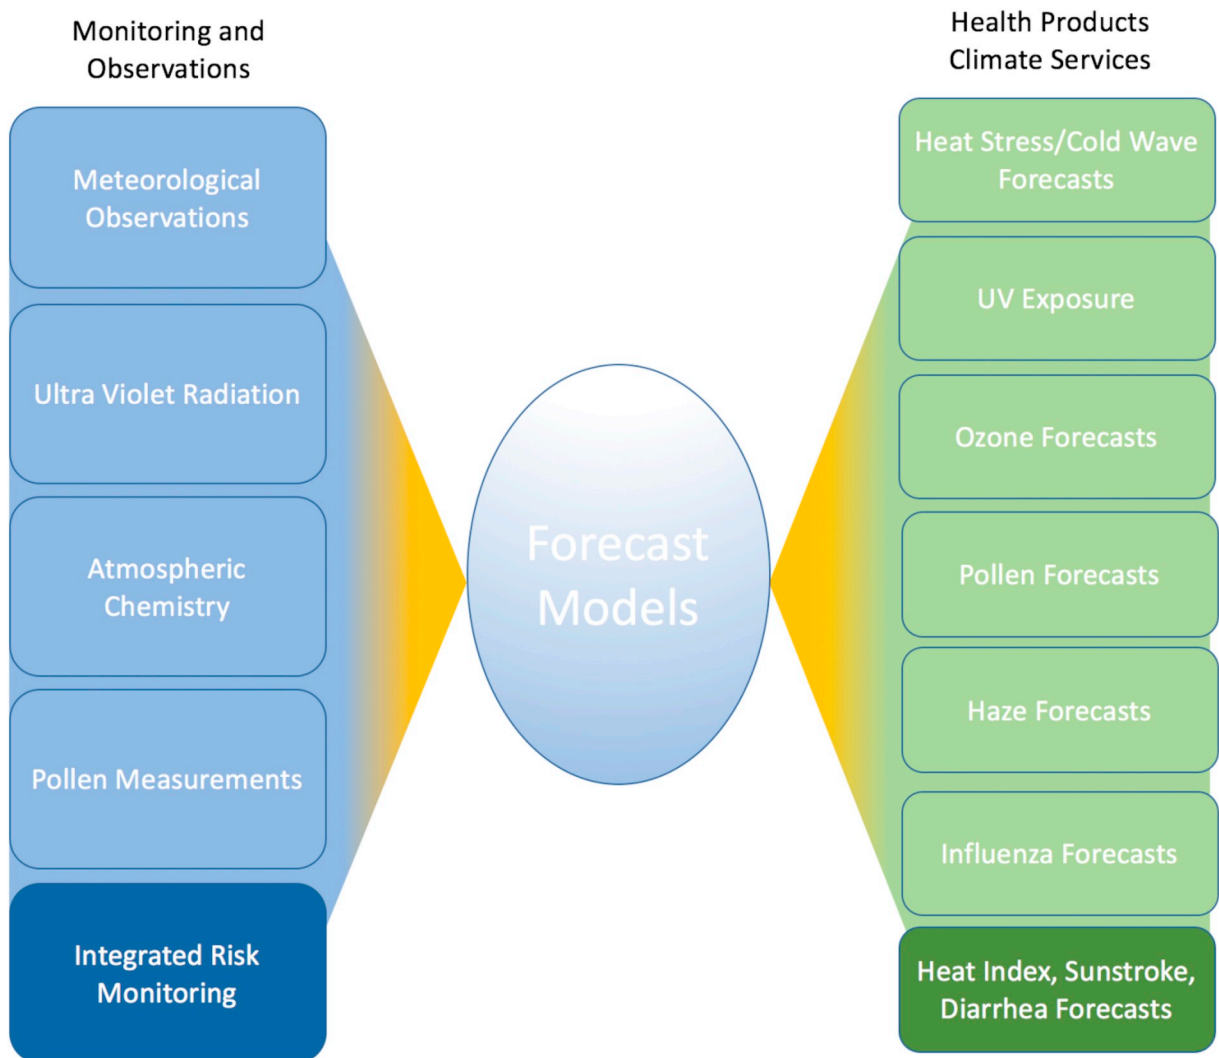 Monitoring and
Observations
Meteorological
Observations
Ultra Violet Radiation
Atmospheric
Chemistry
Pollen Measurements
Integrated Risk
Monitoring
Forecast
Models
Health Products
Climate Services
Heat Stress/Cold Wave
Forecasts
UV Exposure
Ozone Forecasts
Pollen Forecasts
Haze Forecasts
Influenza Forecasts
Heat Index, Sunstroke,
Diarrhea Forecasts